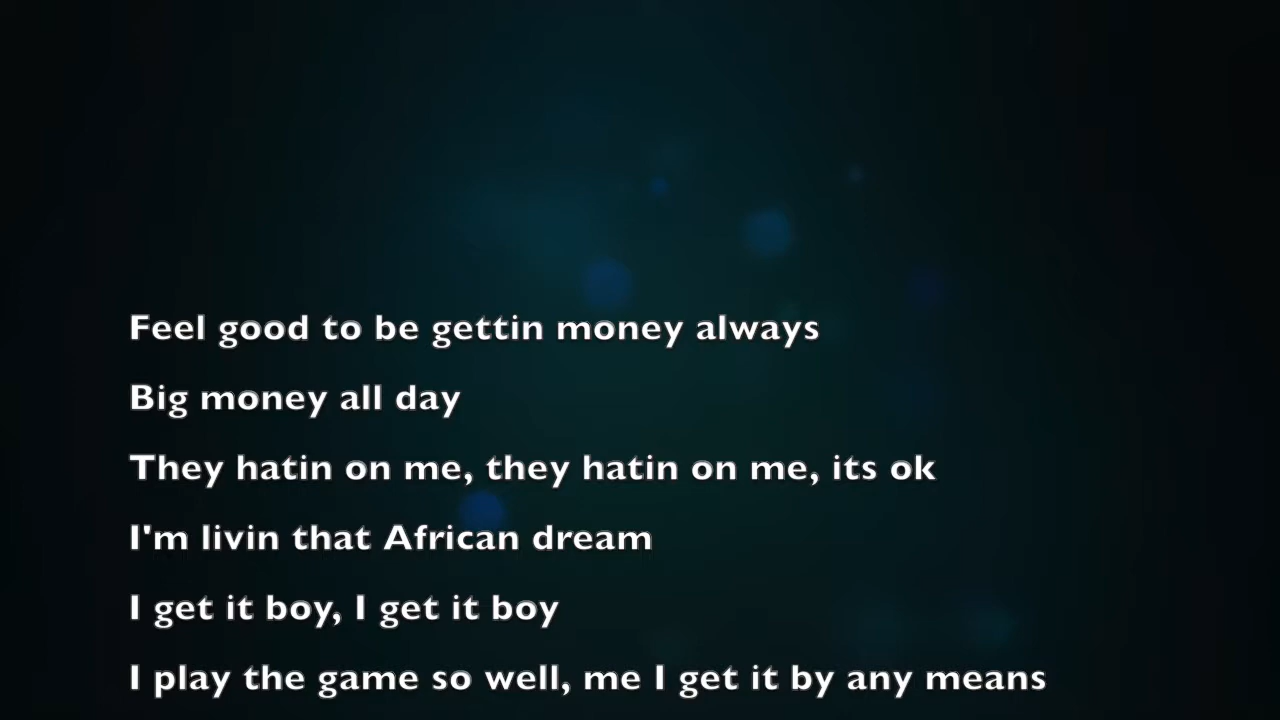 Feel good to be gettin money always
Big money all day
They hatin on me, they hatin on me, its ok
I'm livin that African dream
I get it boy, I get it boy
I play the game so well, me I get it by any means